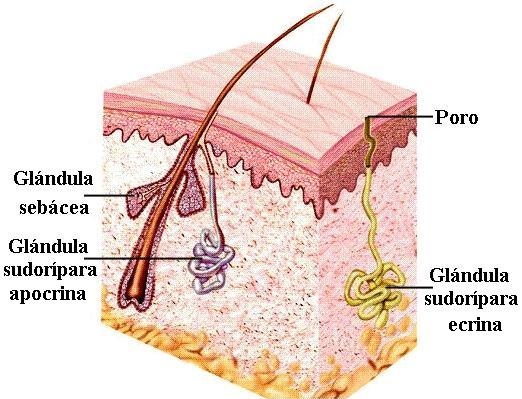 Poro
Glándula
sebácea
Glándula
sudorípara
apocrina
Glándula
sudorípara
ecrina